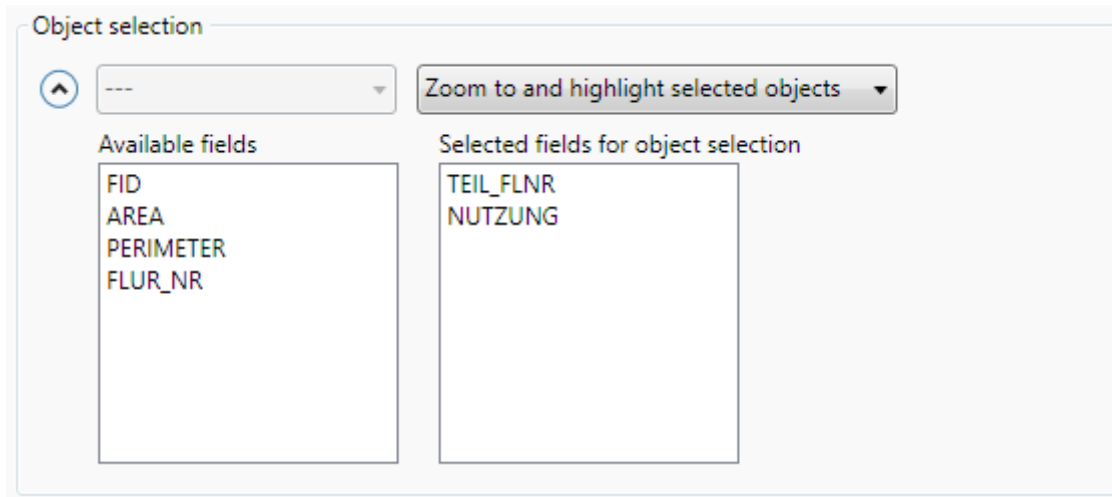 Object selection
---
Zoom to and highlight selected objects
Available fields
FID
AREA
PERIMETER
FLUR_NR
Selected fields for object selection
TEIL_FLNR
NUTZUNG